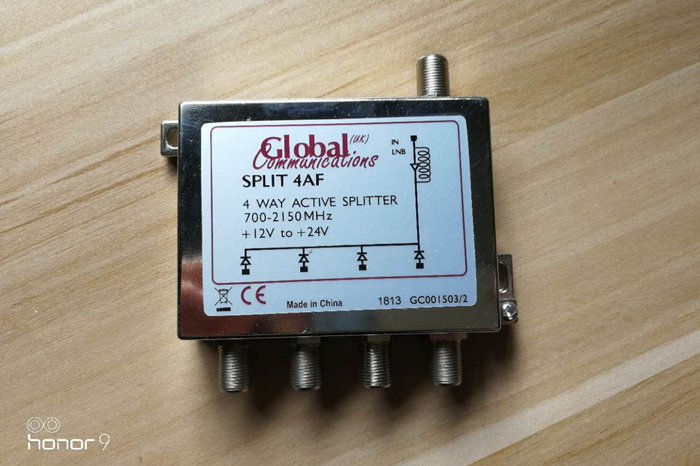 Global (UK)
Communications
SPLIT 4AF
4 WAY ACTIVE SPLITTER
700-2150MHz
+12V to +24V
IN
LNB
CE
Made in China
1813 GC001503/2
honor 9